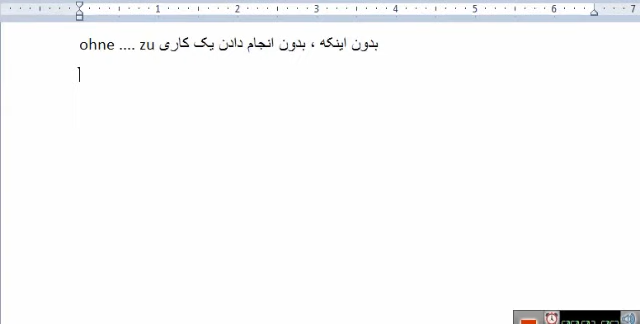 ohne .... zu بدون اینکه ، بدون انجام دادن یک کاری